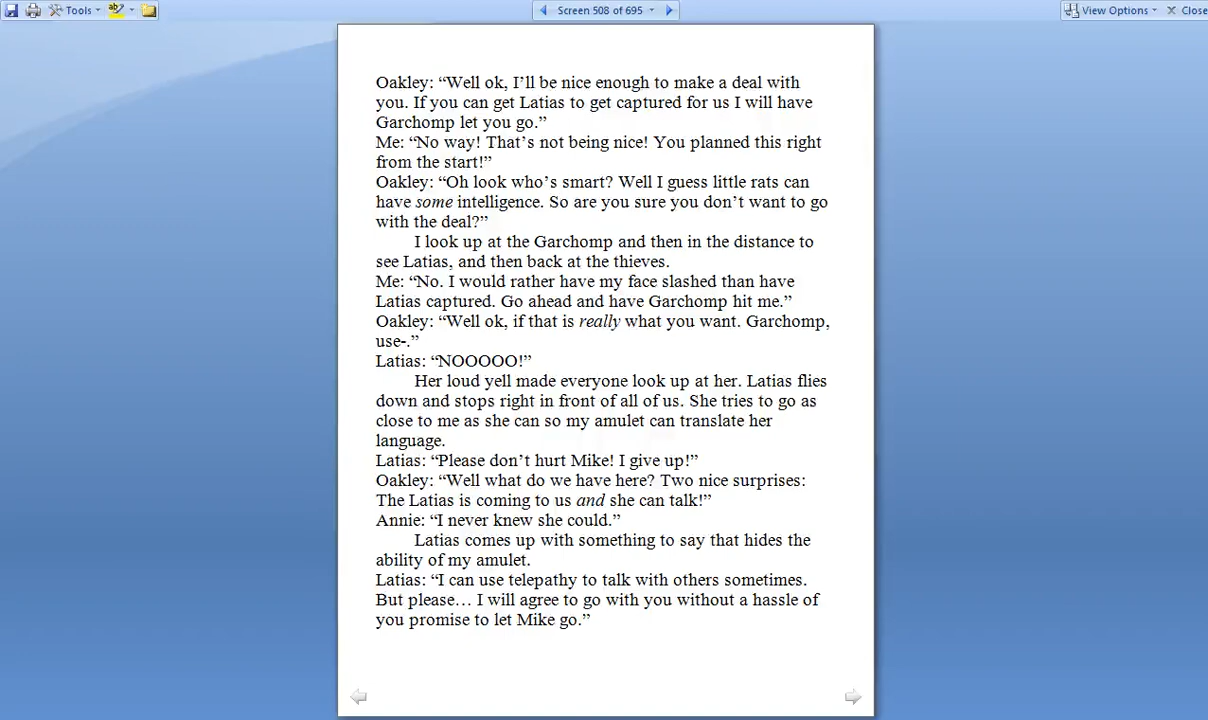 Tools
Screen 508 of 695
View Options
Close
Oakley: “Well ok, I’ll be nice enough to make a deal with
you. If you can get Latias to get captured for us I will have
Garchomp let you go.”
Me: “No way! That’s not being nice! You planned this right
from the start!”
Oakley: “Oh look who’s smart? Well I guess little rats can
have some intelligence. So are you sure you don’t want to go
with the deal?”
I look up at the Garchomp and then in the distance to
see Latias, and then back at the thieves.
Me: “No. I would rather have my face slashed than have
Latias captured. Go ahead and have Garchomp hit me.”
Oakley: “Well ok, if that is really what you want. Garchomp,
use-.”
Latias: “NOOOOO!”
Her loud yell made everyone look up at her. Latias flies
down and stops right in front of all of us. She tries to go as
close to me as she can so my amulet can translate her
language.
Latias: “Please don’t hurt Mike! I give up!”
Oakley: “Well what do we have here? Two nice surprises:
The Latias is coming to us and she can talk!”
Annie: “I never knew she could.”
Latias comes up with something to say that hides the
ability of my amulet.
Latias: “I can use telepathy to talk with others sometimes.
But please… I will agree to go with you without a hassle of
you promise to let Mike go.”